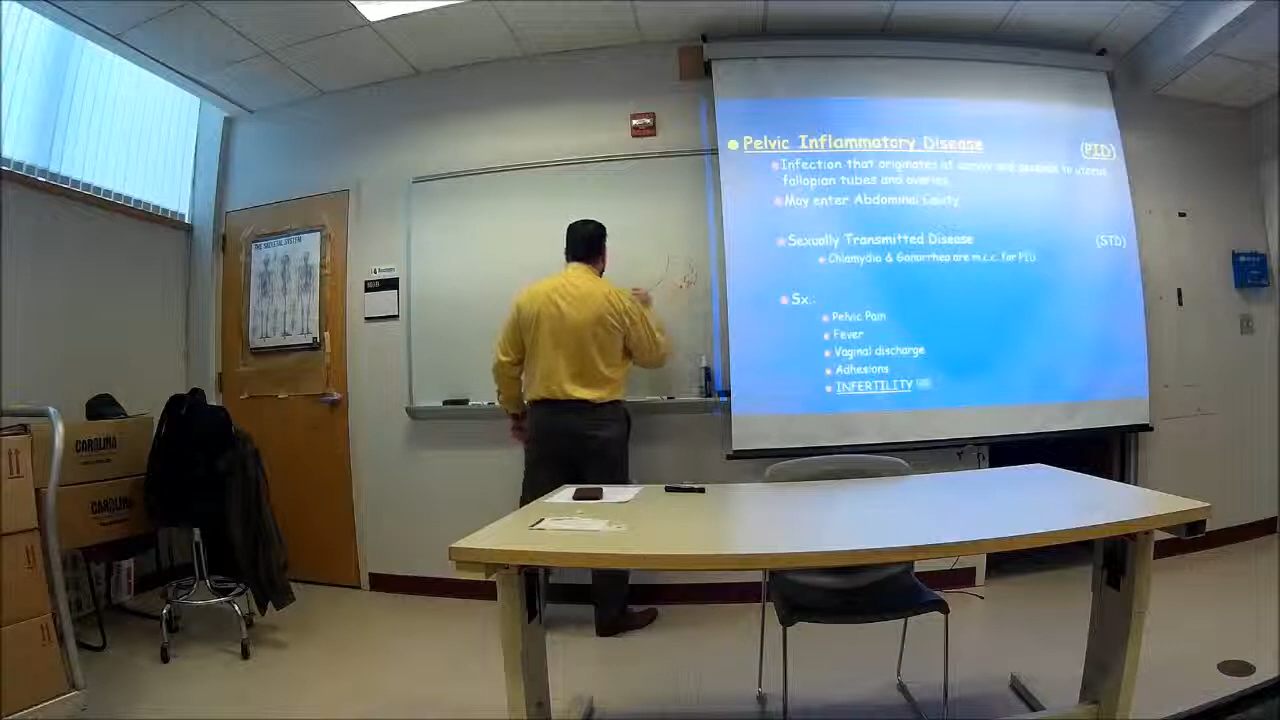 Pelvic Inflammatory Disease (PID)
Infection that originates at cervix and ascends to uterus
fallopian tubes and ovaries.
May enter Abdominal Cavity
Sexually Transmitted Disease (STD)
Chlamydia & Gonorrhea are m.c.c. for PID
Sx.:
Pelvic Pain
Fever
Vaginal discharge
Adhesions
INFERTILITY
THE SKELETAL SYSTEM
CAROLINA
CAROLINA